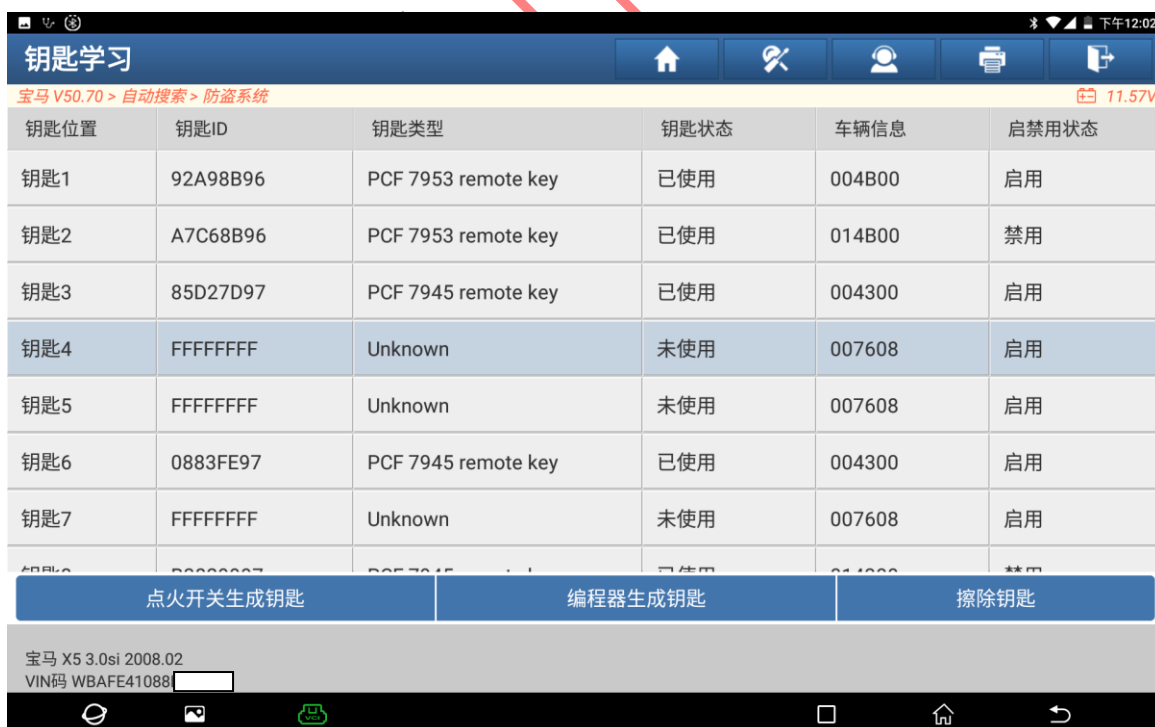 下午12:02
钥匙学习
宝马 V50.70 > 自动搜索 > 防盗系统 11.57V
钥匙位置 钥匙ID 钥匙类型 钥匙状态 车辆信息 启禁用状态
钥匙1 92A98B96 PCF 7953 remote key 已使用 004B00 启用
钥匙2 A7C68B96 PCF 7953 remote key 已使用 014B00 禁用
钥匙3 85D27D97 PCF 7945 remote key 已使用 004300 启用
钥匙4 FFFFFFFF Unknown 未使用 007608 启用
钥匙5 FFFFFFFF Unknown 未使用 007608 启用
钥匙6 0883FE97 PCF 7945 remote key 已使用 004300 启用
钥匙7 FFFFFFFF Unknown 未使用 007608 启用
点火开关生成钥匙 编程器生成钥匙 擦除钥匙
宝马 X5 3.0si 2008.02
VIN码 WBAFE41088
VCI